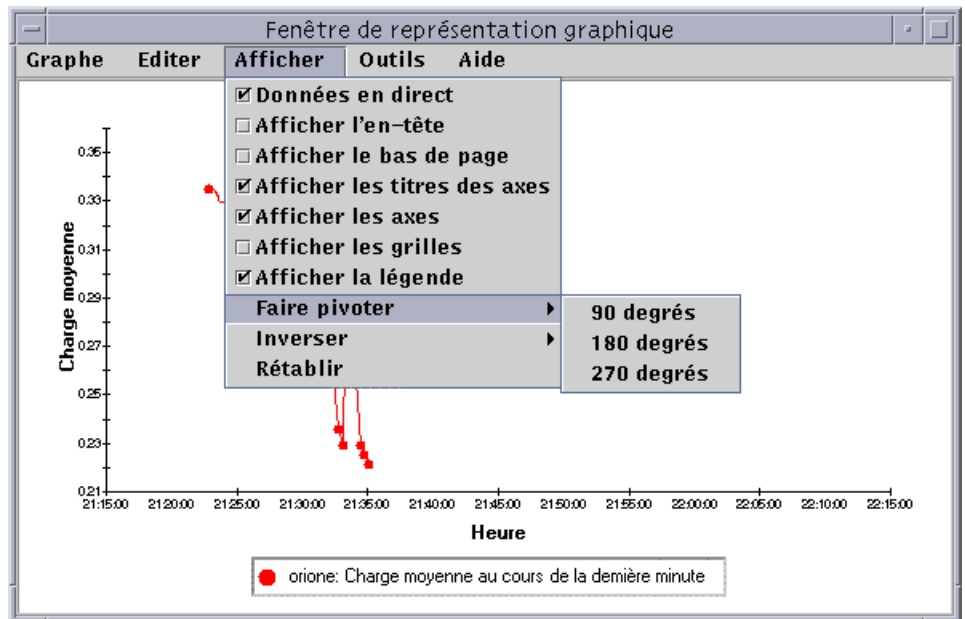 Fenêtre de représentation graphique
Graphe Editer Afficher Outils Aide
Données en direct
Afficher l'en-tête
Afficher le bas de page
Afficher les titres des axes
Afficher les axes
Afficher les grilles
Afficher la légende
Faire pivoter
Inverser
Rétablir
90 degrés
180 degrés
270 degrés
Charge moyenne
0.35
0.33
0.31
0.29
0.27
0.25
0.23
0.21
21:15:00 21:20:00 21:25:00 21:30:00 21:35:00 21:40:00 21:45:00 21:50:00 21:55:00 22:00:00 22:05:00 22:10:00 22:15:00
Heure
orione: Charge moyenne au cours de la dernière minute